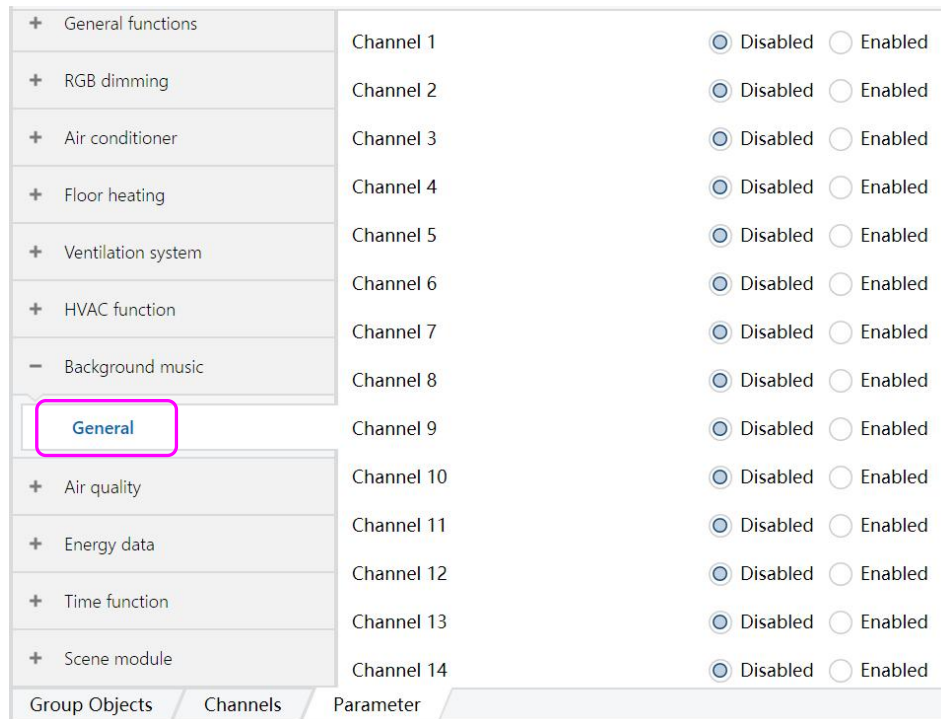 + General functions
+ RGB dimming
+ Air conditioner
+ Floor heating
+ Ventilation system
+ HVAC function
− Background music
General
+ Air quality
+ Energy data
+ Time function
+ Scene module
Channel 1 Disabled Enabled
Channel 2 Disabled Enabled
Channel 3 Disabled Enabled
Channel 4 Disabled Enabled
Channel 5 Disabled Enabled
Channel 6 Disabled Enabled
Channel 7 Disabled Enabled
Channel 8 Disabled Enabled
Channel 9 Disabled Enabled
Channel 10 Disabled Enabled
Channel 11 Disabled Enabled
Channel 12 Disabled Enabled
Channel 13 Disabled Enabled
Channel 14 Disabled Enabled
Group Objects Channels Parameter